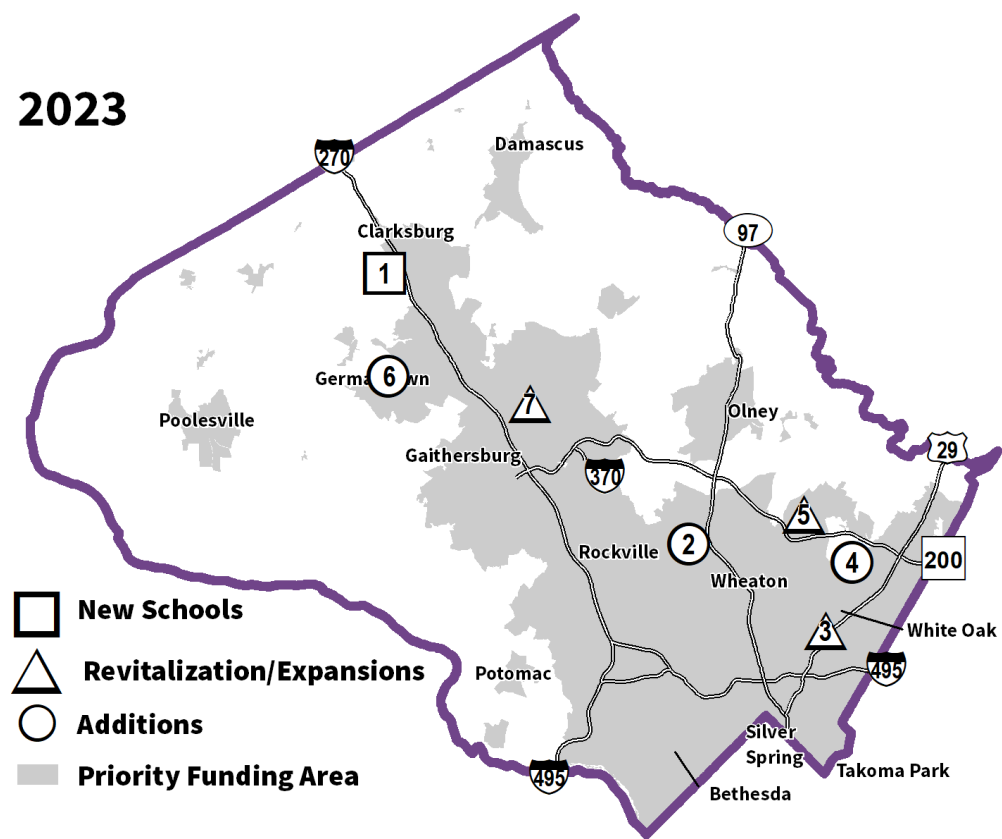 2023
Damascus
270
Clarksburg
97
1
Germantown
6
7
Poolesville
Olney
Gaithersburg
29
370
5
Rockville
2
4
200
Wheaton
New Schools
3
White Oak
Revitalization/Expansions
Potomac
495
Additions
Silver
Spring
Priority Funding Area
495
Takoma Park
Bethesda